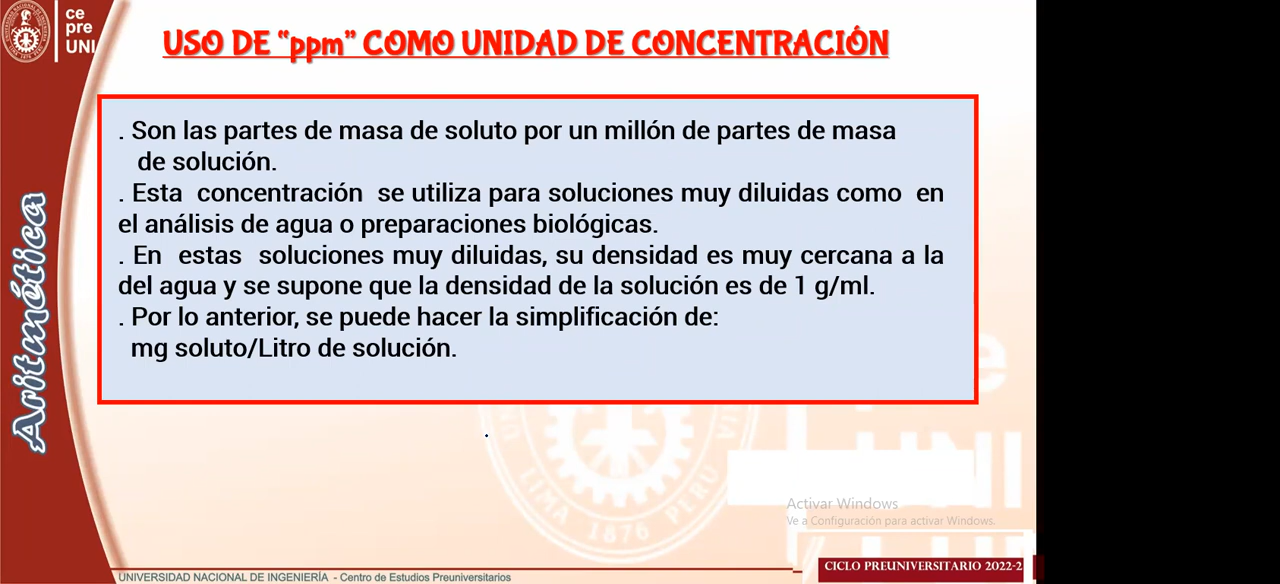 ce
pre
UNI
USO DE "ppm" COMO UNIDAD DE CONCENTRACIÓN
. Son las partes de masa de soluto por un millón de partes de masa
de solución.
. Esta concentración se utiliza para soluciones muy diluidas como en
el análisis de agua o preparaciones biológicas.
. En estas soluciones muy diluidas, su densidad es muy cercana a la
del agua y se supone que la densidad de la solución es de 1 g/ml.
. Por lo anterior, se puede hacer la simplificación de:
mg soluto/Litro de solución.
Aritmética
LIMA 1876 PERU
Activar Windows
Ve a Configuración para activar Windows.
CICLO PREUNIVERSITARIO 2022-2
UNIVERSIDAD NACIONAL DE INGENIERÍA - Centro de Estudios Preuniversitarios